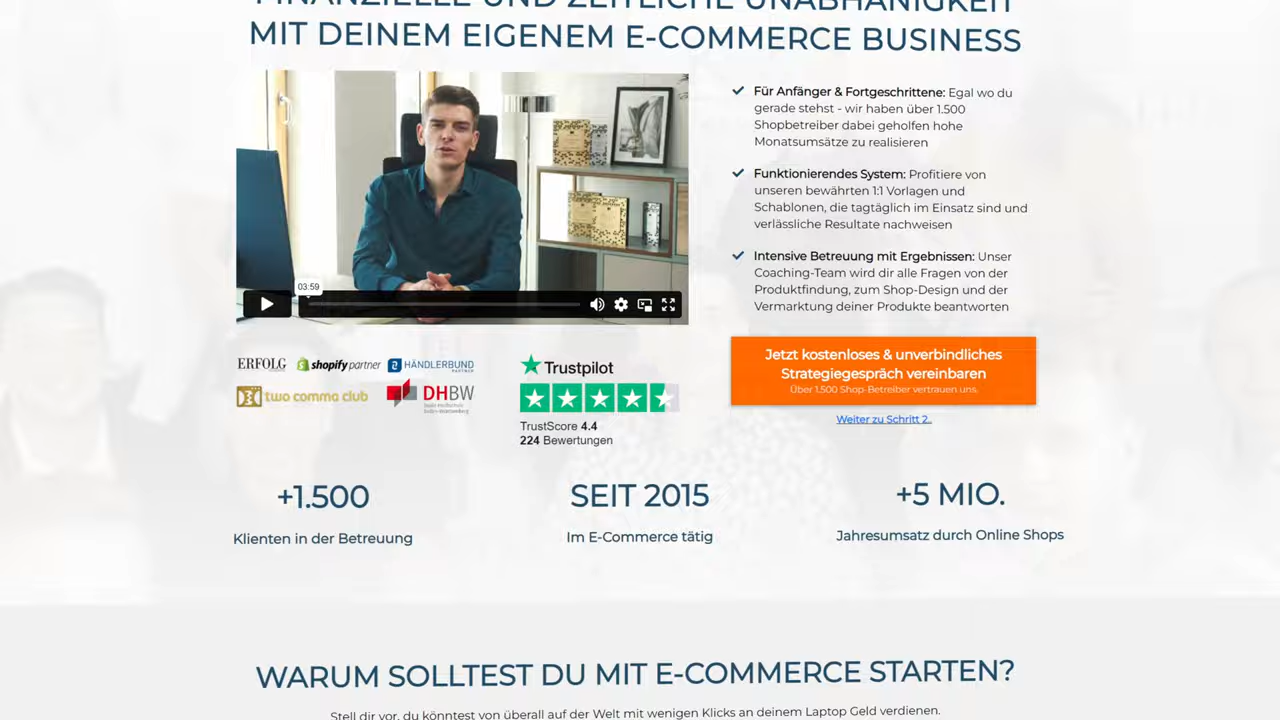 FINANZIELLE UND ZEITLICHE UNABHÄNIGKEIT
MIT DEINEM EIGENEM E-COMMERCE BUSINESS
Für Anfänger & Fortgeschrittene: Egal wo du
gerade stehst - wir haben über 1.500
Shopbetreiber dabei geholfen hohe
Monatsumsätze zu realisieren
Funktionierendes System: Profitiere von
unseren bewährten 1:1 Vorlagen und
Schablonen, die tagtäglich im Einsatz sind und
verlässliche Resultate nachweisen
Intensive Betreuung mit Ergebnissen: Unser
Coaching-Team wird dir alle Fragen von der
Produktfindung, zum Shop-Design und der
Vermarktung deiner Produkte beantworten
03:59
Jetzt kostenloses & unverbindliches
Strategiegespräch vereinbaren
Über 1.500 Shop-Betreiber vertrauen uns.
Weiter zu Schritt 2..
ERFOLG
shopify partner
HÄNDLERBUND
PARTNER
two comma club
DHBW
Trustpilot
TrustScore 4.4
224 Bewertungen
+1.500
Klienten in der Betreuung
SEIT 2015
Im E-Commerce tätig
+5 MIO.
Jahresumsatz durch Online Shops
WARUM SOLLTEST DU MIT E-COMMERCE STARTEN?
Stell dir vor, du könntest von überall auf der Welt mit wenigen Klicks an deinem Laptop Geld verdienen.